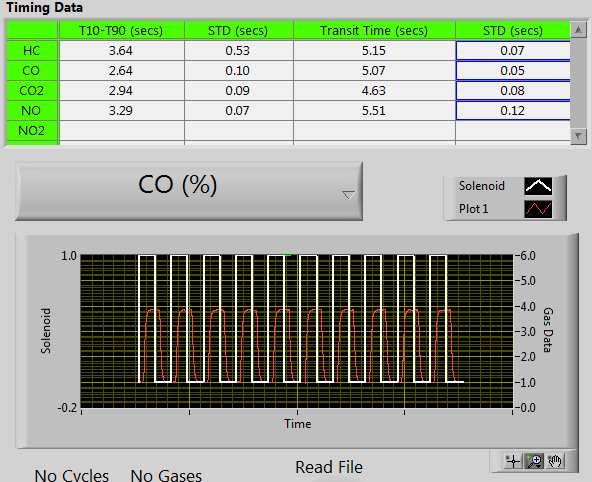 Timing Data
T10-T90 (secs) STD (secs) Transit Time (secs) STD (secs)
HC 3.64 0.53 5.15 0.07
CO 2.64 0.10 5.07 0.05
CO2 2.94 0.09 4.63 0.08
NO 3.29 0.07 5.51 0.12
NO2
CO (%)
Solenoid
Plot 1
1.0
-0.2
Solenoid
-6.0
-5.0
-4.0
-3.0
-2.0
-1.0
-0.0
Gas Data
Time
No Cycles No Gases Read File